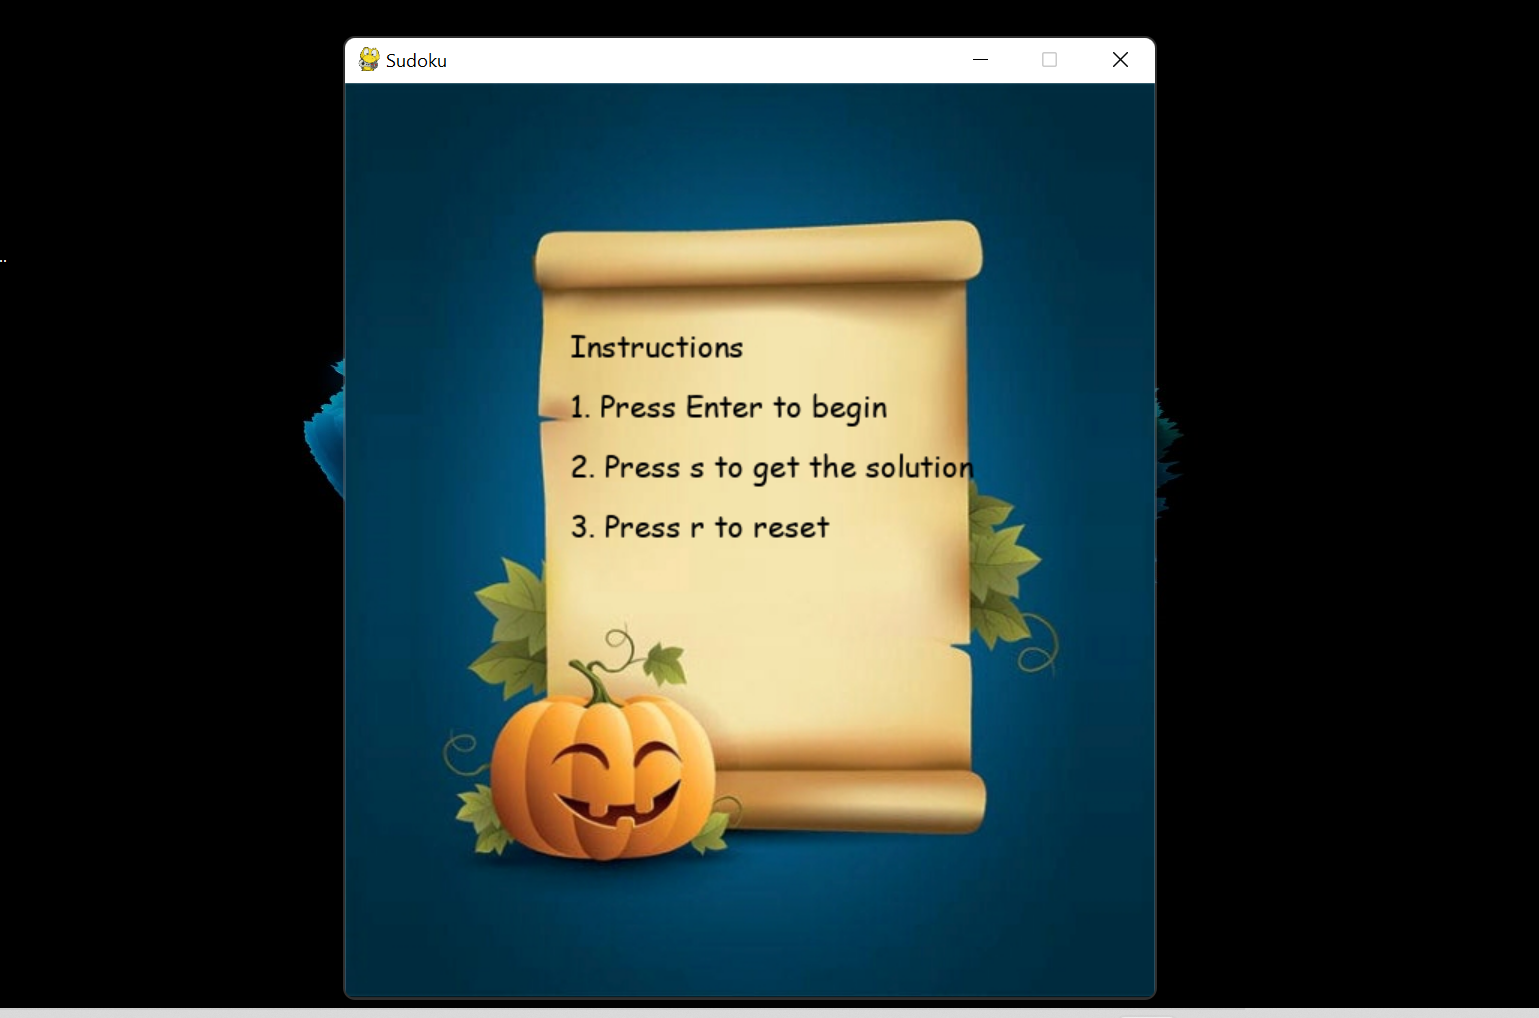 Sudoku
Instructions
1. Press Enter to begin
2. Press s to get the solution
3. Press r to reset